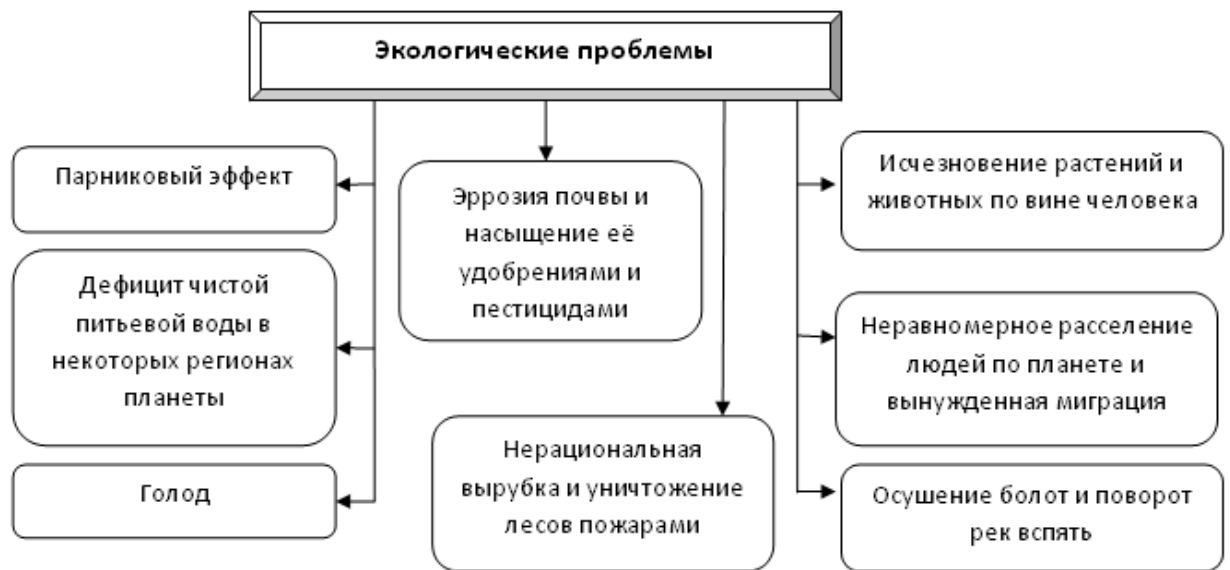 Экологические проблемы
Парниковый эффект
Дефицит чистой
питьевой воды в
некоторых регионах
планеты
Голод
Эррозия почвы и
насыщение её
удобрениями и
пестицидами
Нерациональная
вырубка и уничтожение
лесов пожарами
Исчезновение растений и
животных по вине человека
Неравномерное расселение
людей по планете и
вынужденная миграция
Осушение болот и поворот
рек вспять